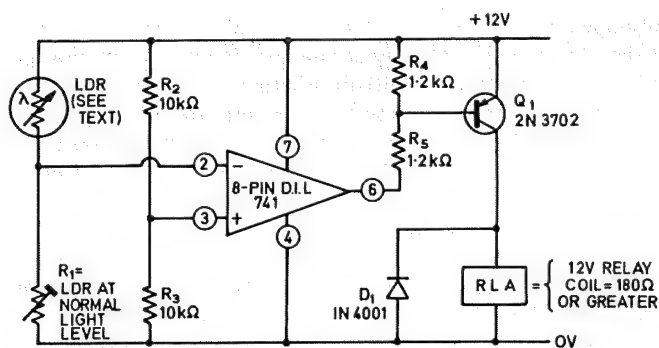 +12V
LDR
(SEE
TEXT)
λ
R2
10kΩ
R4
1·2kΩ
Q1
2N 3702
R5
1·2kΩ
7
2
8-PIN D.I.L
741
6
3
4
−
+
R1=
LDR AT
NORMAL
LIGHT
LEVEL
R3
10kΩ
D1
IN 4001
RLA
=
12V RELAY
COIL = 180Ω
OR GREATER
0V